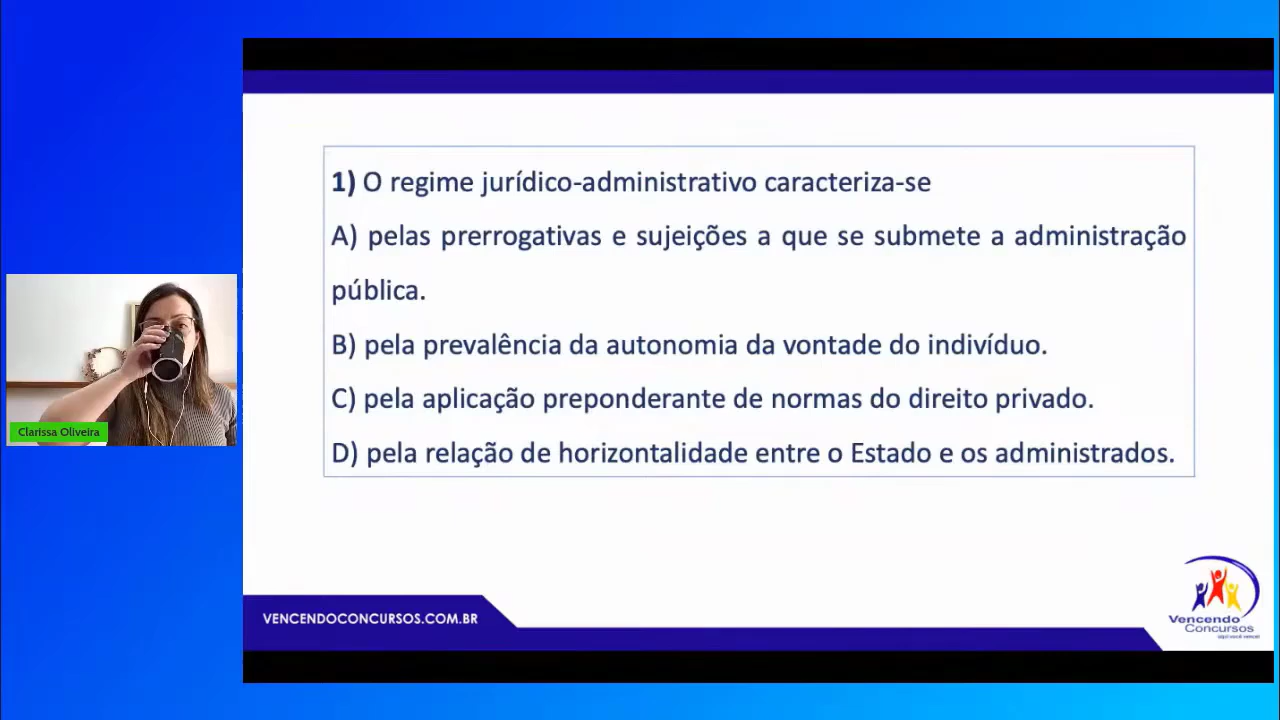 1) O regime jurídico-administrativo caracteriza-se
A) pelas prerrogativas e sujeições a que se submete a administração
pública.
B) pela prevalência da autonomia da vontade do indivíduo.
C) pela aplicação preponderante de normas do direito privado.
D) pela relação de horizontalidade entre o Estado e os administrados.
Clarissa Oliveira
VENCENDOCONCURSOS.COM.BR
Vencendo
Concursos